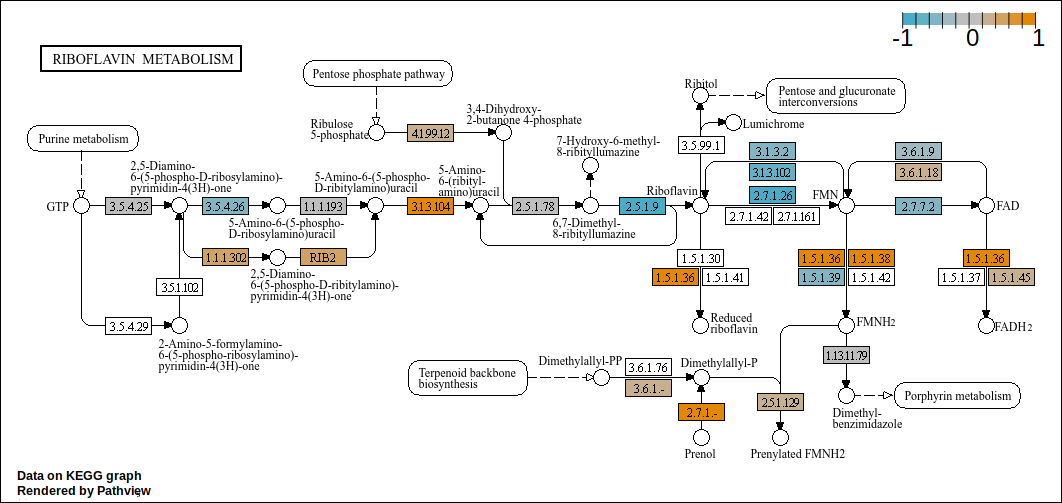 -1 0 1
RIBOFLAVIN METABOLISM
Pentose phosphate pathway
Ribulose
5-phosphate
4.1.99.12
3,4-Dihydroxy-
2-butanone 4-phosphate
Ribitol
Pentose and glucuronate
interconversions
Lumichrome
3.5.99.1
Purine metabolism
2,5-Diamino-
6-(5-phospho-D-ribosylamino)-
pyrimidin-4(3H)-one
5-Amino-6-(5-phospho-
D-ribitylamino)uracil
5-Amino-
6-(ribityl-
amino)uracil
7-Hydroxy-6-methyl-
8-ribityllumazine
3.1.3.2
3.1.3.102
3.6.1.9
3.6.1.18
GTP
3.5.4.25
3.5.4.26
1.1.1.193
3.1.3.104
2.5.1.78
2.5.1.9
Riboflavin
2.7.1.26
2.7.1.42
2.7.1.161
FMN
2.7.7.2
FAD
5-Amino-6-(5-phospho-
D-ribosylamino)uracil
6,7-Dimethyl-
8-ribityllumazine
1.1.1.302
RIB2
2,5-Diamino-
6-(5-phospho-D-ribitylamino)-
pyrimidin-4(3H)-one
3.5.1.102
3.5.4.29
2-Amino-5-formylamino-
6-(5-phospho-ribosylamino)-
pyrimidin-4(3H)-one
1.5.1.30
1.5.1.36
1.5.1.41
1.5.1.36
1.5.1.38
1.5.1.39
1.5.1.42
1.5.1.36
1.5.1.37
1.5.1.45
Reduced
riboflavin
FMNH2
FADH2
1.13.11.79
Terpenoid backbone
biosynthesis
Dimethylallyl-PP
3.6.1.76
3.6.1.-
Dimethylallyl-P
2.7.1.-
2.5.1.129
Prenol
Prenylated FMNH2
Dimethyl-
benzimidazole
Porphyrin metabolism
Data on KEGG graph
Rendered by Pathview